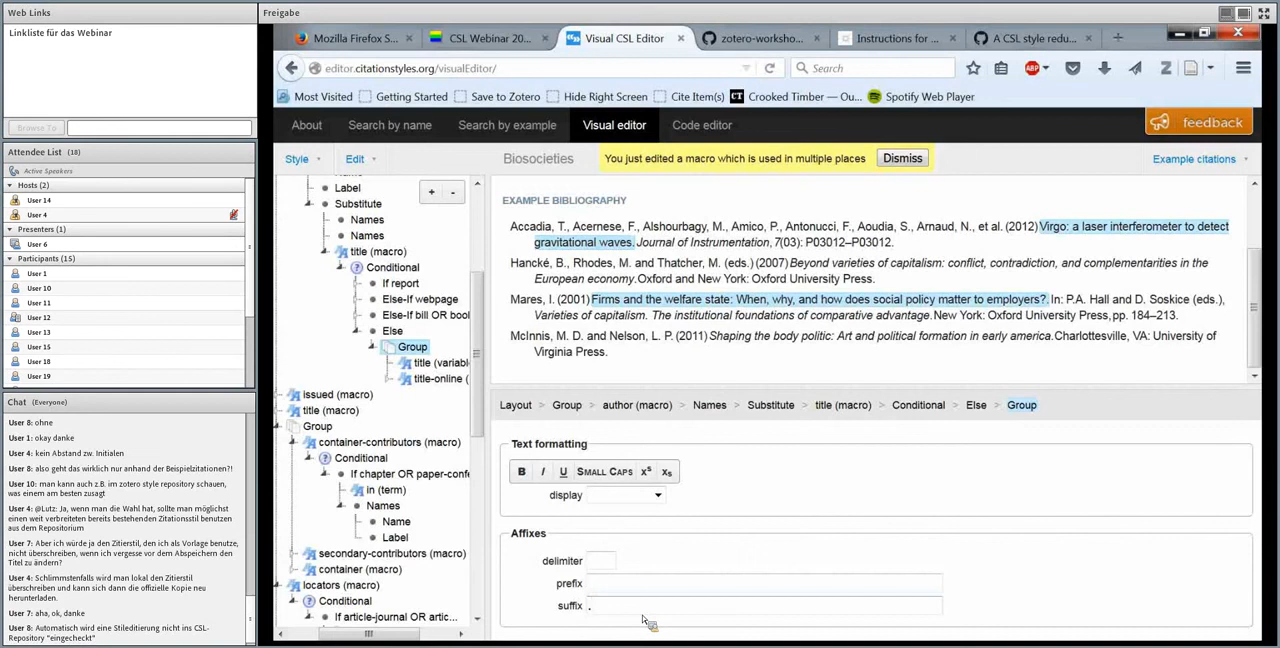 Web Links
Linkliste für das Webinar
Browse To
Attendee List (18)
Active Speakers
Hosts (2)
User 14
User 4
Presenters (1)
User 6
Participants (15)
User 1
User 10
User 11
User 12
User 13
User 15
User 18
User 19
Chat (Everyone)
User 8: ohne
User 1: okay danke
User 4: kein Abstand zw. Initialen
User 8: also geht das wirklich nur anhand der Beispielzitationen?!
User 10: man kann auch z.B. im zotero style repository schauen,
was einem am besten zusagt
User 4: @Lutz: Ja, wenn man die Wahl hat, sollte man möglichst
einen weit verbreiteten bereits bestehenden Zitationsstil benutzen
aus dem Repositorium
User 7: Aber ich würde ja den Zitierstil, den ich als Vorlage benutze,
nicht überschreiben, wenn ich vergesse vor dem Abspeichern den
Titel zu ändern?
User 4: Schlimmstenfalls wird man lokal den Zitierstil
überschreiben und kann sich dann die offizielle Kopie neu
herunterladen.
User 7: aha, ok, danke
User 8: Automatisch wird eine Stileditierung nicht ins CSL-
Repository "eingecheckt"
Freigabe
Mozilla Firefox S...
CSL Webinar 20...
Visual CSL Editor
zotero-worksho...
Instructions for ...
A CSL style redu...
editor.citationstyles.org/visualEditor/
Search
ABP
Most Visited
Getting Started
Save to Zotero
Hide Right Screen
Cite Item(s)
CT Crooked Timber — Ou...
Spotify Web Player
About
Search by name
Search by example
Visual editor
Code editor
feedback
Style
Edit
Biosocieties
You just edited a macro which is used in multiple places
Dismiss
Example citations
+ -
Label
Substitute
Names
Names
title (macro)
Conditional
If report
Else-If webpage
Else-If bill OR bool
Else
Group
title (variabl
title-online (
issued (macro)
title (macro)
Group
container-contributors (macro)
Conditional
If chapter OR paper-confe
in (term)
Names
Name
Label
secondary-contributors (macro)
container (macro)
locators (macro)
Conditional
If article-journal OR artic...
EXAMPLE BIBLIOGRAPHY
Accadia, T., Acernese, F., Alshourbagy, M., Amico, P., Antonucci, F., Aoudia, S., Arnaud, N., et al. (2012) Virgo: a laser interferometer to detect
gravitational waves. Journal of Instrumentation, 7(03): P03012–P03012.
Hancké, B., Rhodes, M. and Thatcher, M. (eds.) (2007) Beyond varieties of capitalism: conflict, contradiction, and complementarities in the
European economy.Oxford and New York: Oxford University Press.
Mares, I. (2001) Firms and the welfare state: When, why, and how does social policy matter to employers?. In: P.A. Hall and D. Soskice (eds.),
Varieties of capitalism. The institutional foundations of comparative advantage.New York: Oxford University Press, pp. 184–213.
McInnis, M. D. and Nelson, L. P. (2011) Shaping the body politic: Art and political formation in early america.Charlottesville, VA: University of
Virginia Press.
Layout > Group > author (macro) > Names > Substitute > title (macro) > Conditional > Else > Group
Text formatting
B I U SMALL CAPS xs xs
display
Affixes
delimiter
prefix
suffix .